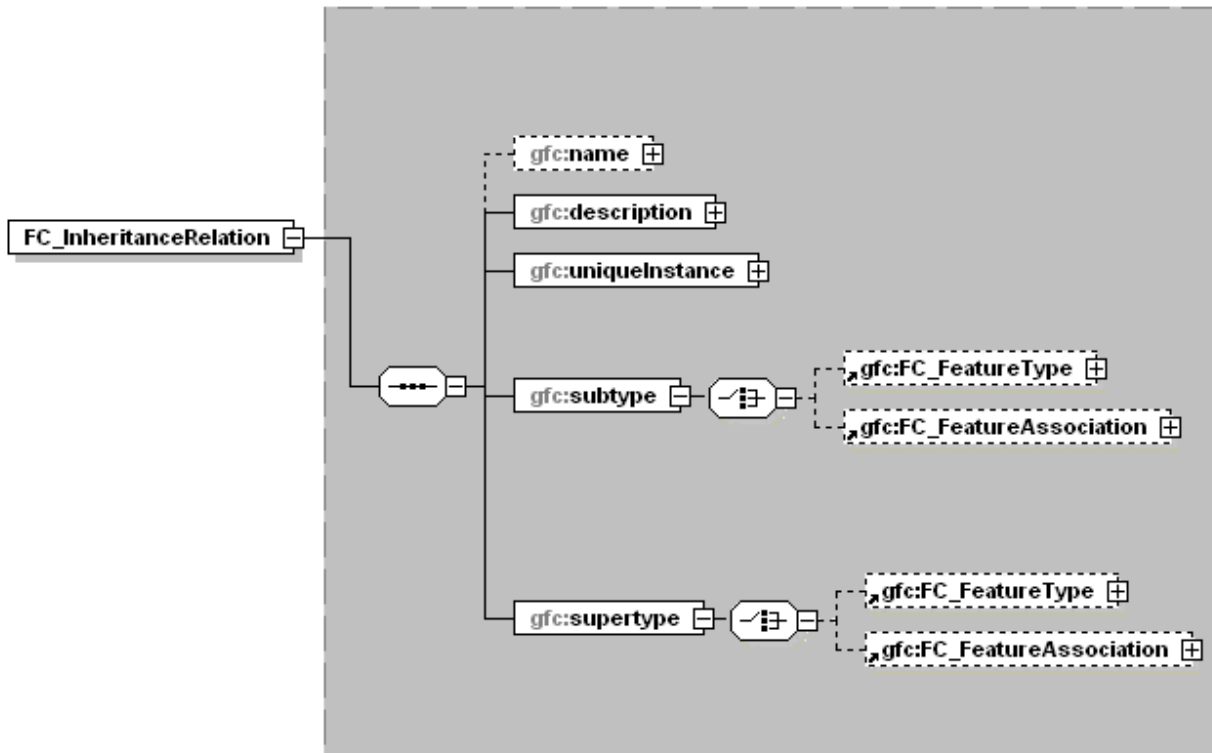 gfc:name
gfc:description
FC_InheritanceRelation
gfc:uniqueInstance
gfc:subtype
gfc:FC_FeatureType
gfc:FC_FeatureAssociation
gfc:supertype
gfc:FC_FeatureType
gfc:FC_FeatureAssociation